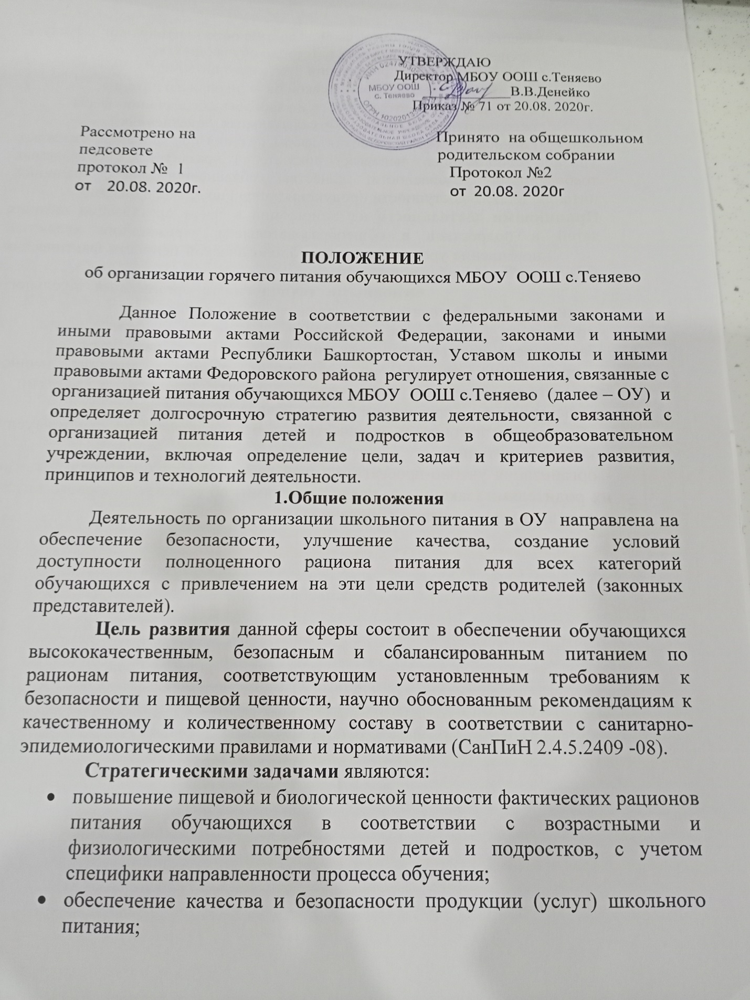 УТВЕРЖДАЮ
Директор МБОУ ООШ с.Теняево
В.В.Денейко
Приказ № 71 от 20.08. 2020г.
МБОУ ООШ
с. Теняево
Рассмотрено на
педсовете
протокол № 1
от 20.08. 2020г.
Принято на общешкольном
родительском собрании
Протокол №2
от 20.08. 2020г
ПОЛОЖЕНИЕ
об организации горячего питания обучающихся МБОУ ООШ с.Теняево
Данное Положение в соответствии с федеральными законами и
иными правовыми актами Российской Федерации, законами и иными
правовыми актами Республики Башкортостан, Уставом школы и иными
правовыми актами Федоровского района регулирует отношения, связанные с
организацией питания обучающихся МБОУ ООШ с.Теняево (далее – ОУ) и
определяет долгосрочную стратегию развития деятельности, связанной с
организацией питания детей и подростков в общеобразовательном
учреждении, включая определение цели, задач и критериев развития,
принципов и технологий деятельности.
1.Общие положения
Деятельность по организации школьного питания в ОУ направлена на
обеспечение безопасности, улучшение качества, создание условий
доступности полноценного рациона питания для всех категорий
обучающихся с привлечением на эти цели средств родителей (законных
представителей).
Цель развития данной сферы состоит в обеспечении обучающихся
высококачественным, безопасным и сбалансированным питанием по
рационам питания, соответствующим установленным требованиям к
безопасности и пищевой ценности, научно обоснованным рекомендациям к
качественному и количественному составу в соответствии с санитарно-
эпидемиологическими правилами и нормативами (СанПиН 2.4.5.2409 -08).
Стратегическими задачами являются:
• повышение пищевой и биологической ценности фактических рационов
питания обучающихся в соответствии с возрастными и
физиологическими потребностями детей и подростков, с учетом
специфики направленности процесса обучения;
• обеспечение качества и безопасности продукции (услуг) школьного
питания;